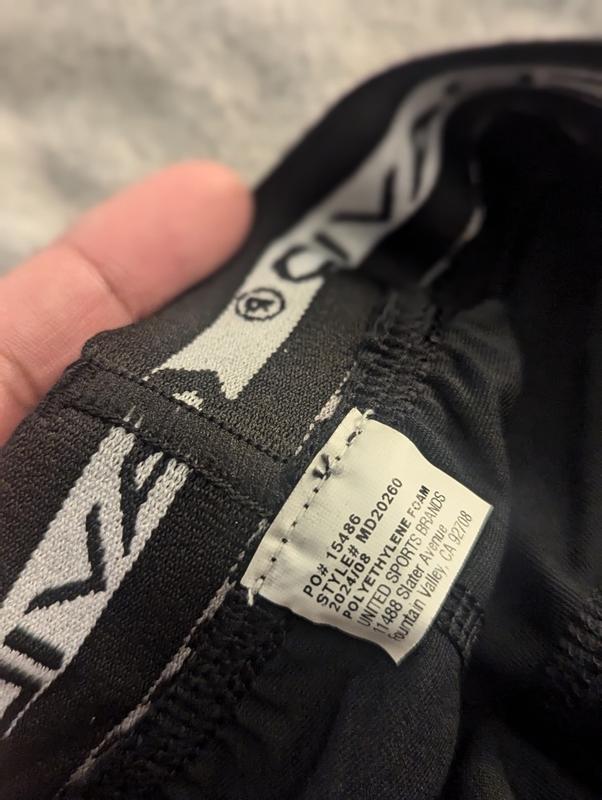 ®
PO# 15486
STYLE# MD20260
2024/08
POLYETHYLENE FOAM
UNITED SPORTS BRANDS
11488 Slater Avenue
Fountain Valley, CA 92708